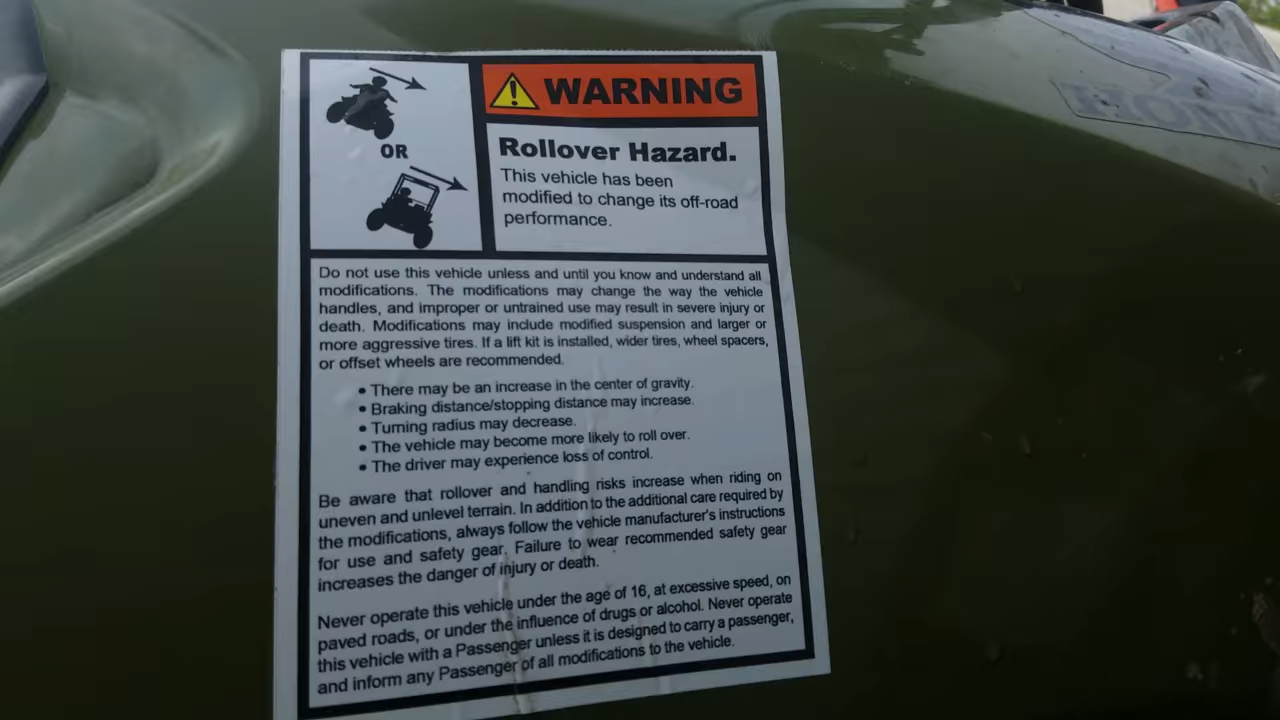 WARNING
OR
Rollover Hazard.
This vehicle has been
modified to change its off-road
performance.
Do not use this vehicle unless and until you know and understand all
modifications. The modifications may change the way the vehicle
handles, and improper or untrained use may result in severe injury or
death. Modifications may include modified suspension and larger or
more aggressive tires. If a lift kit is installed, wider tires, wheel spacers,
or offset wheels are recommended.
• There may be an increase in the center of gravity.
• Braking distance/stopping distance may increase.
• Turning radius may decrease.
• The vehicle may become more likely to roll over.
• The driver may experience loss of control.
Be aware that rollover and handling risks increase when riding on
uneven and unlevel terrain. In addition to the additional care required by
the modifications, always follow the vehicle manufacturer's instructions
for use and safety gear. Failure to wear recommended safety gear
increases the danger of injury or death.
Never operate this vehicle under the age of 16, at excessive speed, on
paved roads, or under the influence of drugs or alcohol. Never operate
this vehicle with a Passenger unless it is designed to carry a passenger,
and inform any Passenger of all modifications to the vehicle.